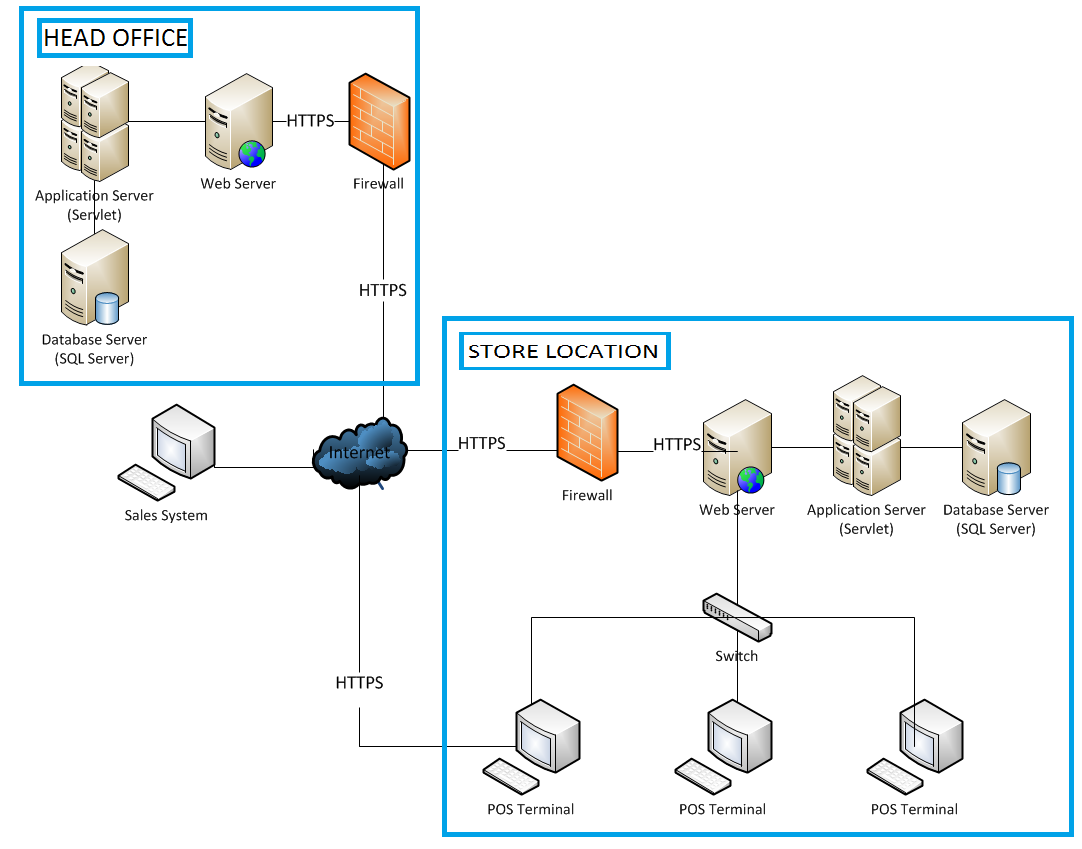 HEAD OFFICE
HTTPS
Web Server
Firewall
Application Server
(Servlet)
HTTPS
Database Server
(SQL Server)
STORE LOCATION
Internet
HTTPS
HTTPS
Sales System
Firewall
Web Server
Application Server
(Servlet)
Database Server
(SQL Server)
Switch
HTTPS
POS Terminal
POS Terminal
POS Terminal